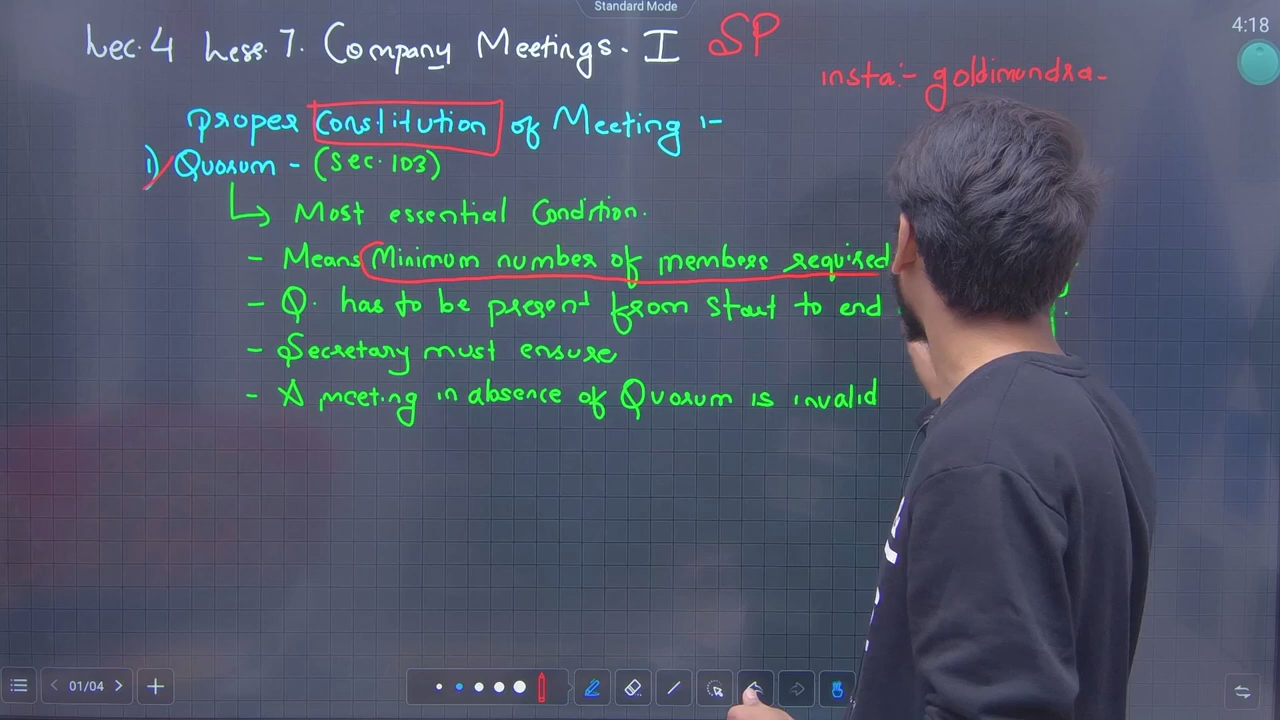 Standard Mode
4:18
Lec. 4 Less. 7. Company Meetings. I SP
insta:- goldimundra-
proper Constitution of Meeting :-
1) Quorum - (Sec. 103)
Most essential Condition.
- Means Minimum number of members required
- Q. has to be present from Start to end
- Secretary must ensure
- A meeting in absence of Quorum is invalid
01/04